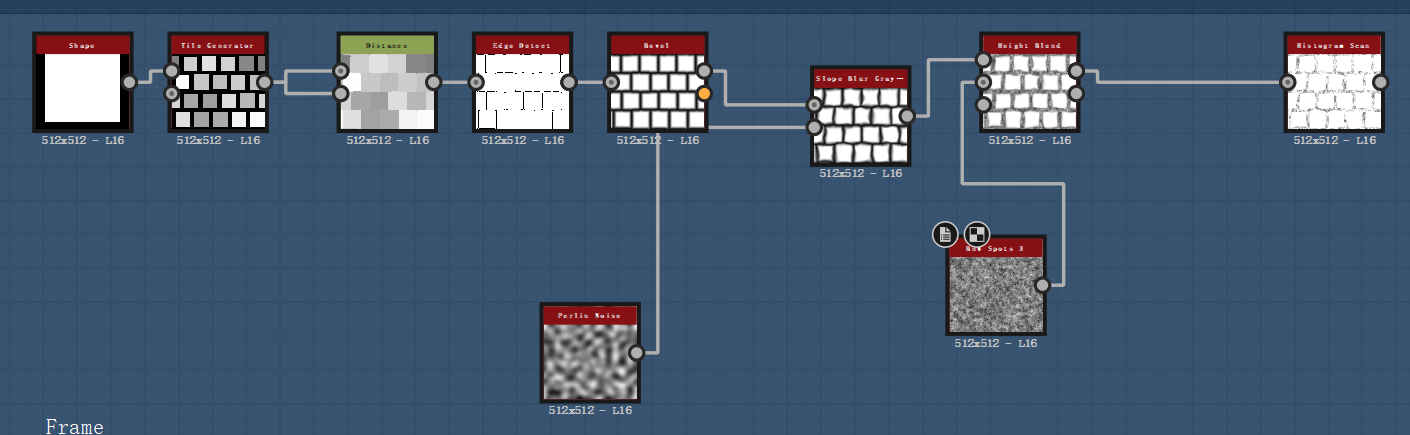 Shape
Tile Generator
Distance
Edge Detect
Bevel
Height Blend
Histogram Scan
Slope Blur Gray—
512x512 - L16
512x512 - L16
512x512 - L16
512x512 - L16
512x512 - L16
512x512 - L16
512x512 - L16
512x512 - L16
Spots 3
512x512 - L16
Perlin Noise
512x512 - L16
Frame